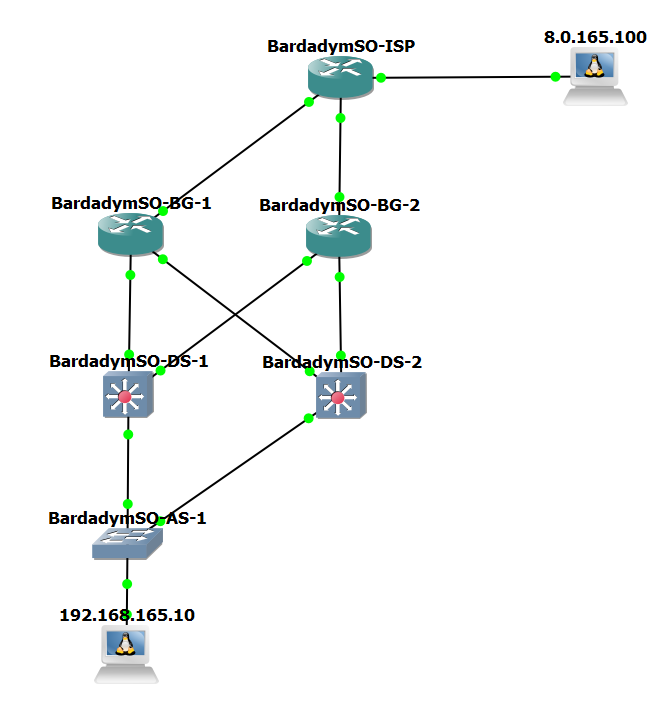 8.0.165.100
BardadymSO-ISP
BardadymSO-BG-1
BardadymSO-BG-2
BardadymSO-DS-1
BardadymSO-DS-2
BardadymSO-AS-1
192.168.165.10